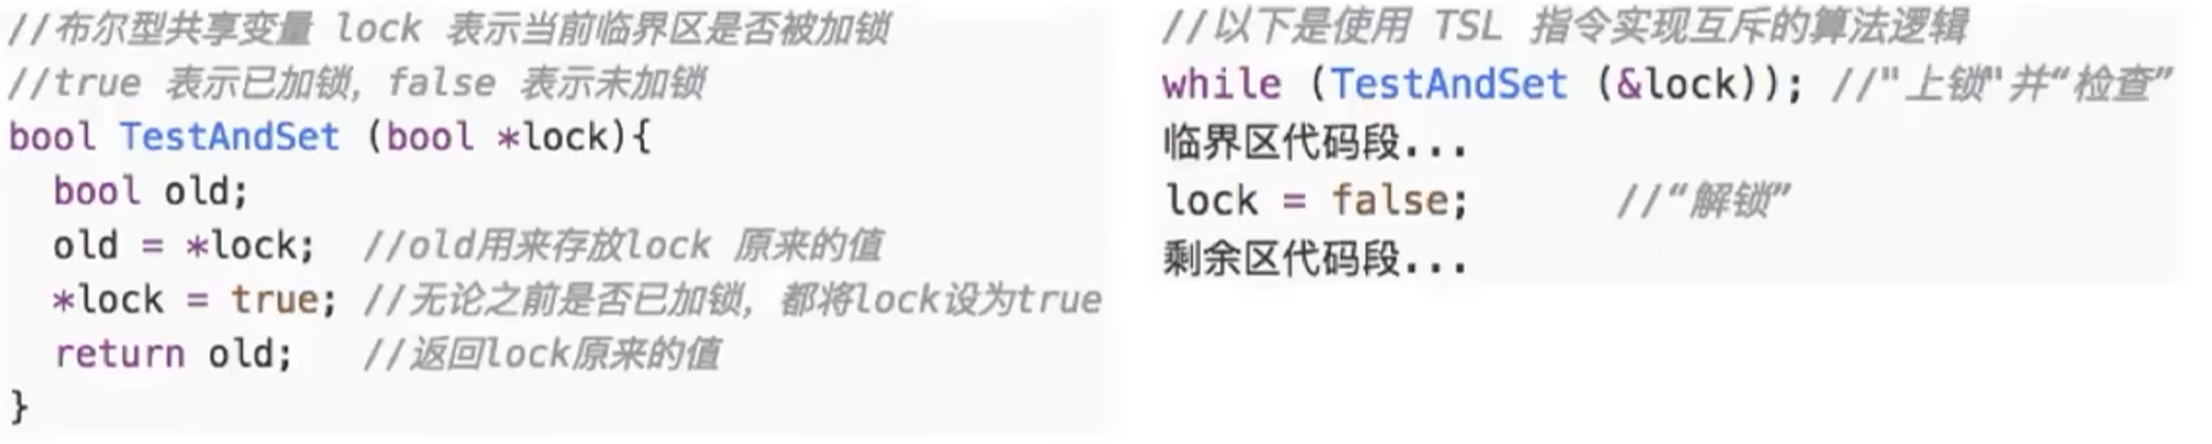 //布尔型共享变量 lock 表示当前临界区是否被加锁
//true 表示已加锁，false 表示未加锁
bool TestAndSet (bool *lock){
  bool old;
  old = *lock;  //old用来存放lock 原来的值
  *lock = true; //无论之前是否已加锁，都将lock设为true
  return old;   //返回lock原来的值
}
//以下是使用 TSL 指令实现互斥的算法逻辑
while (TestAndSet (&lock)); //"上锁"并“检查”
临界区代码段...
lock = false;      //“解锁”
剩余区代码段...